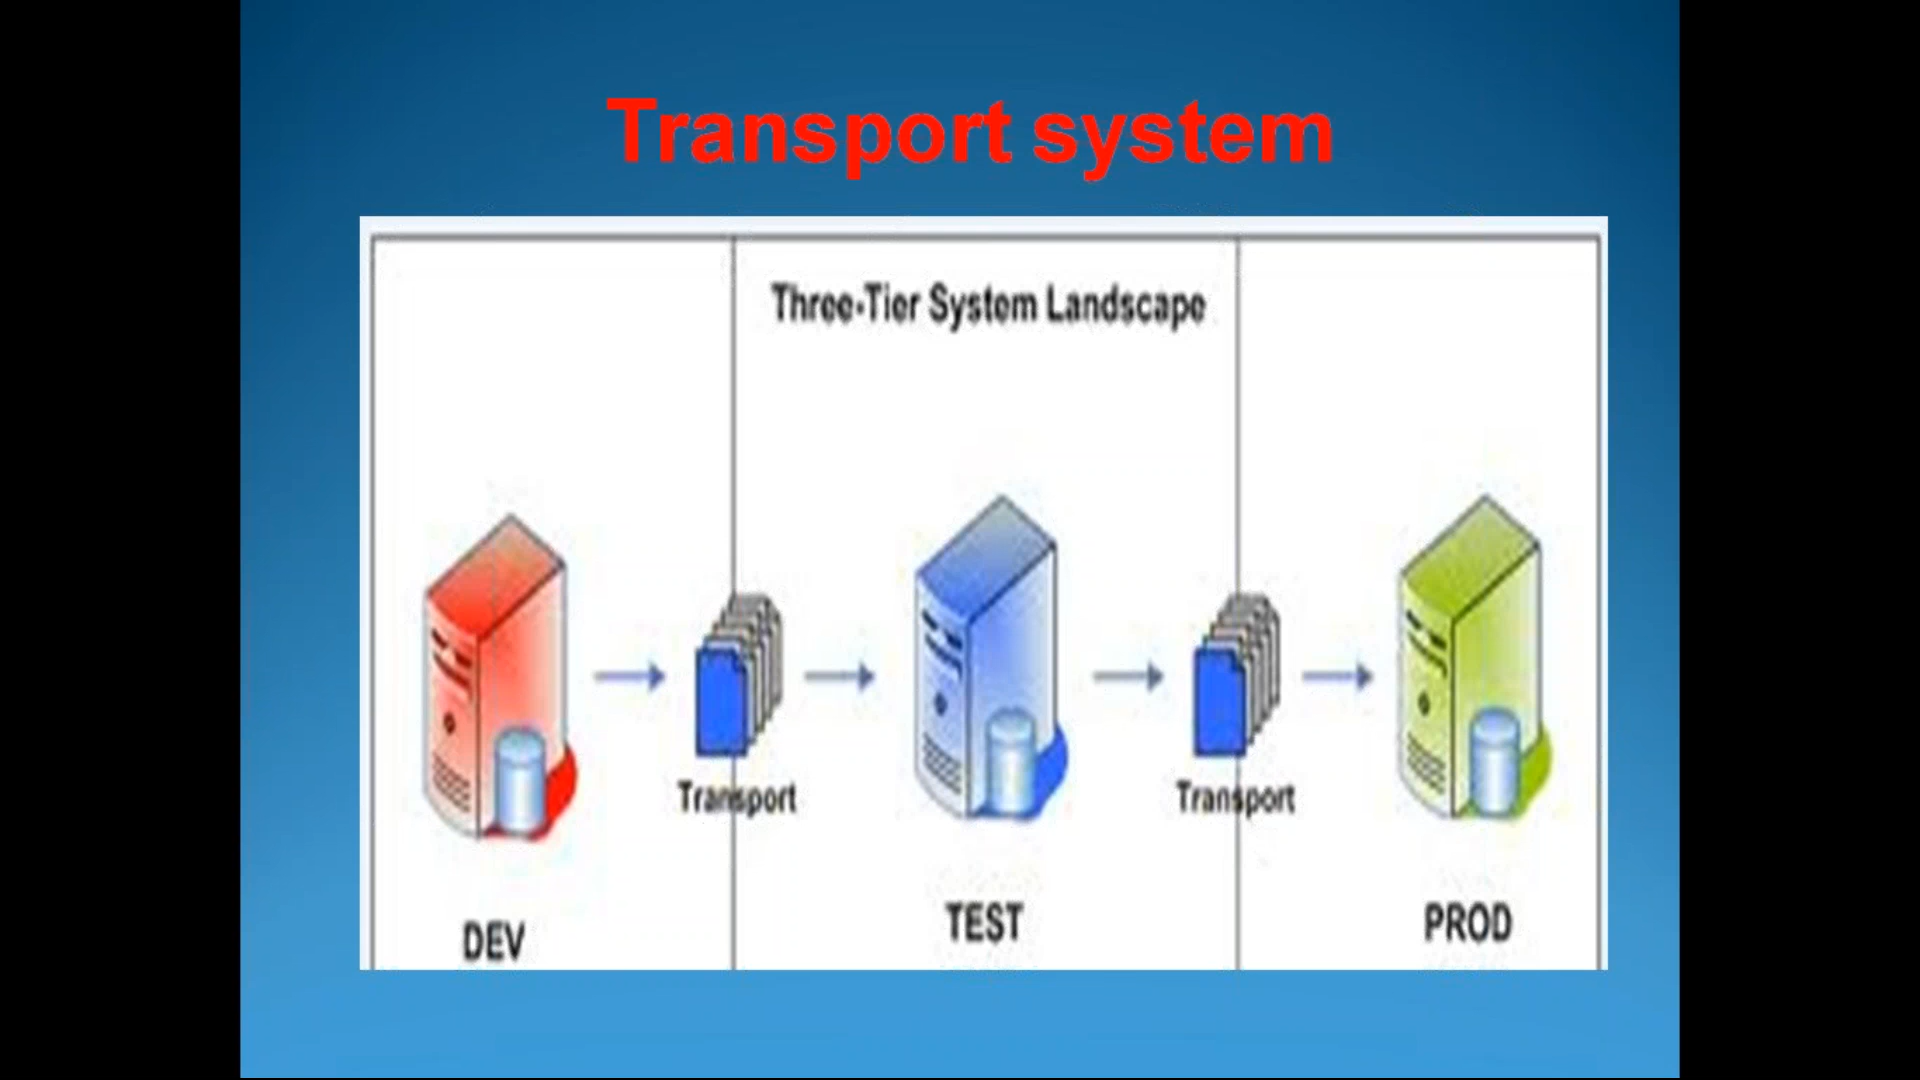 Transport system
Three-Tier System Landscape
Transport
Transport
DEV
TEST
PROD